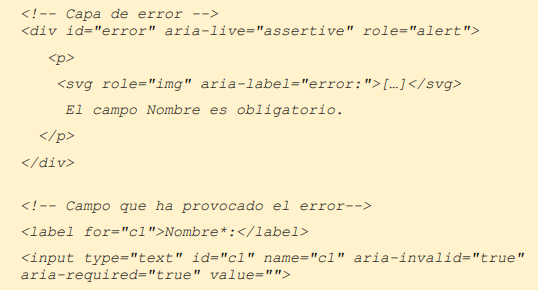 <!-- Capa de error -->
<div id="error" aria-live="assertive" role="alert">
<p>
<svg role="img" aria-label="error:">[…]</svg>
El campo Nombre es obligatorio.
</p>
</div>
<!-- Campo que ha provocado el error-->
<label for="c1">Nombre*:</label>
<input type="text" id="c1" name="c1" aria-invalid="true"
aria-required="true" value="">